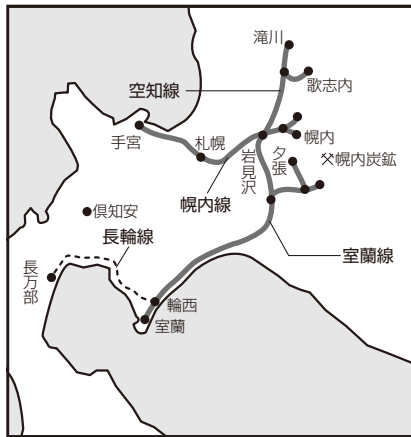 滝川
空知線
歌志内
手宮
札幌
岩見沢
幌内
夕張
幌内炭鉱
幌内線
倶知安
長輪線
室蘭線
長万部
輪西
室蘭